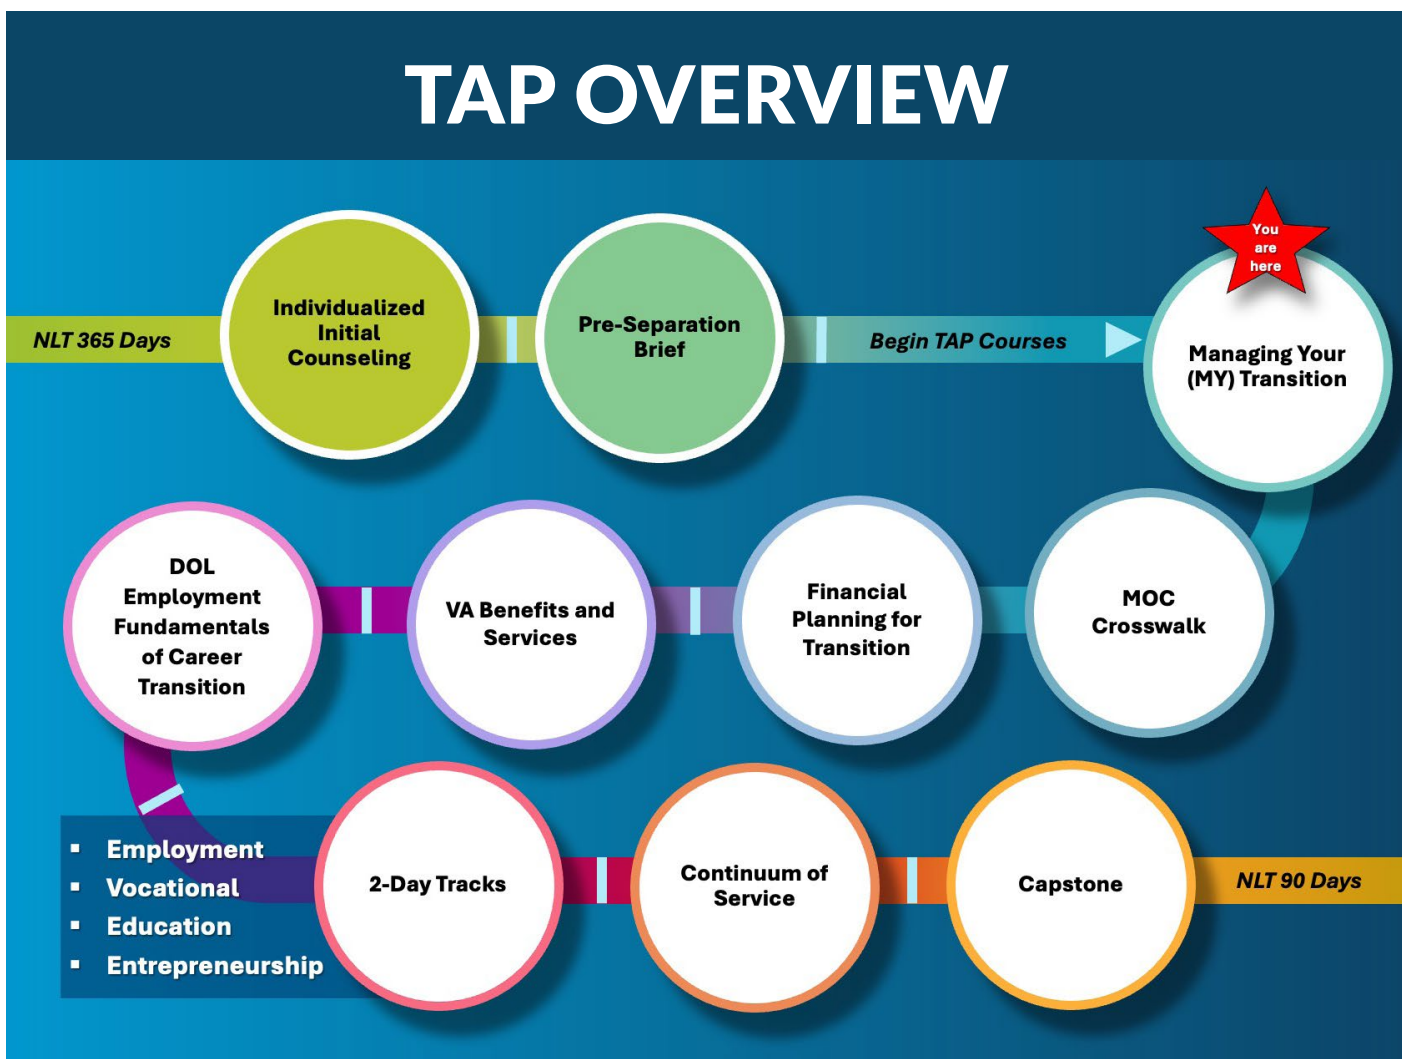 TAP OVERVIEW
You
are
here
NLT 365 Days
Individualized
Initial
Counseling
Pre-Separation
Brief
Begin TAP Courses
Managing Your
(MY) Transition
MOC
Crosswalk
Financial
Planning for
Transition
VA Benefits and
Services
DOL
Employment
Fundamentals
of Career
Transition
▪ Employment
▪ Vocational
▪ Education
▪ Entrepreneurship
2-Day Tracks
Continuum of
Service
Capstone
NLT 90 Days